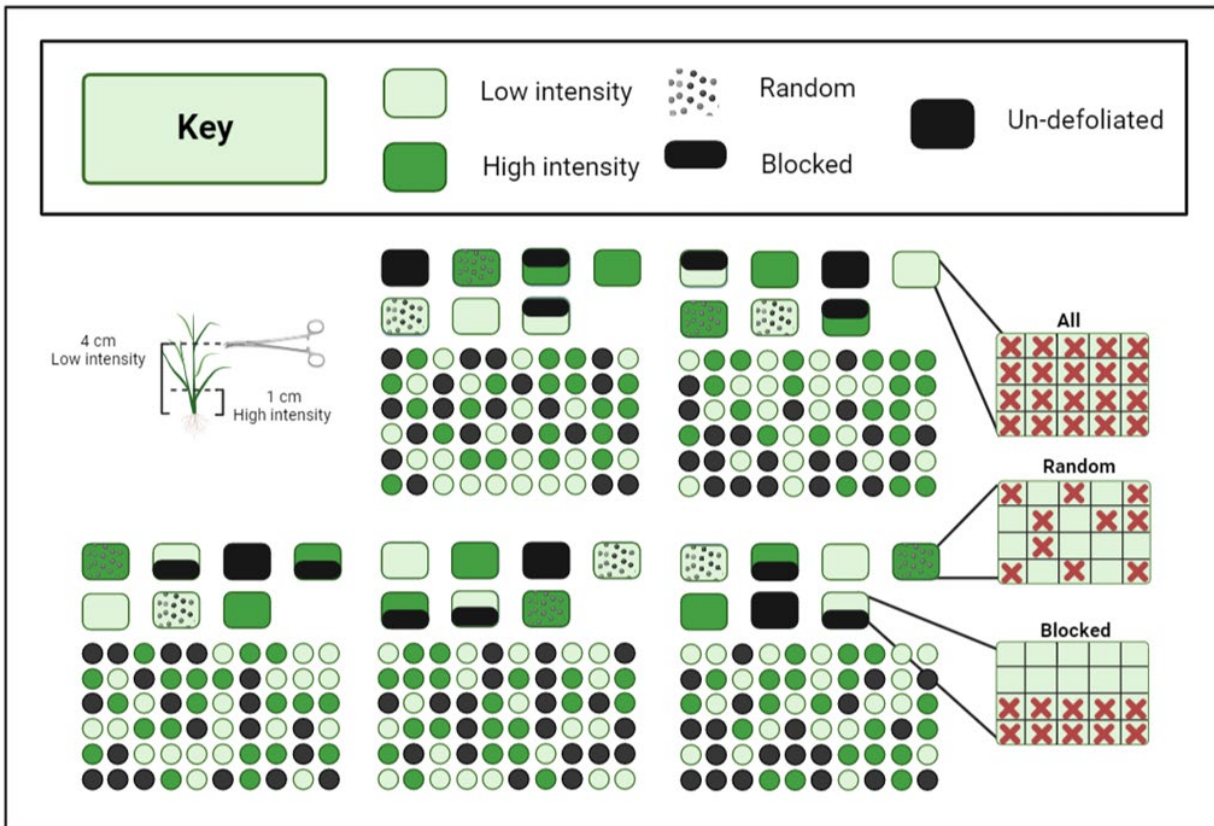 Key
Low intensity
High intensity
Random
Blocked
Un-defoliated
4 cm
Low intensity
1 cm
High intensity
All
Random
Blocked